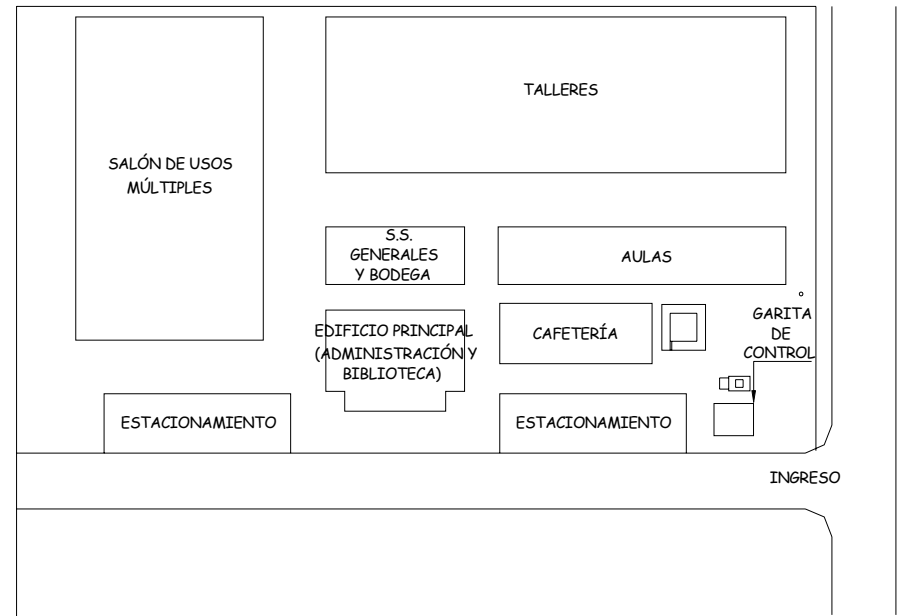 TALLERES
SALÓN DE USOS
MÚLTIPLES
S.S.
GENERALES
Y BODEGA
AULAS
GARITA
DE
CONTROL
EDIFICIO PRINCIPAL
(ADMINISTRACIÓN Y
BIBLIOTECA)
CAFETERÍA
ESTACIONAMIENTO
ESTACIONAMIENTO
INGRESO